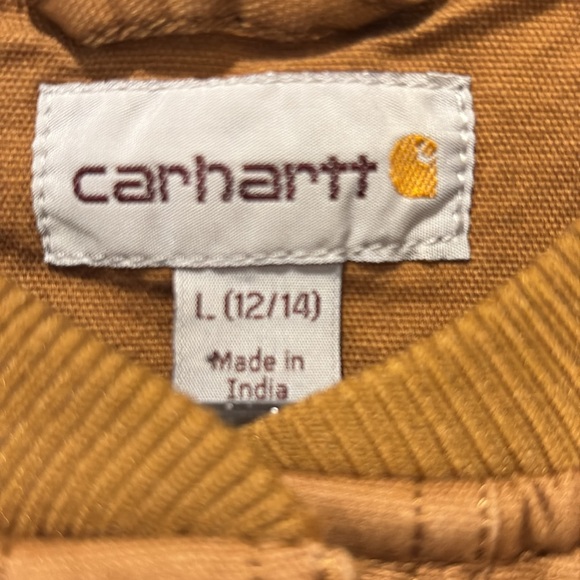 carhartt
L (12/14)
Made in
India